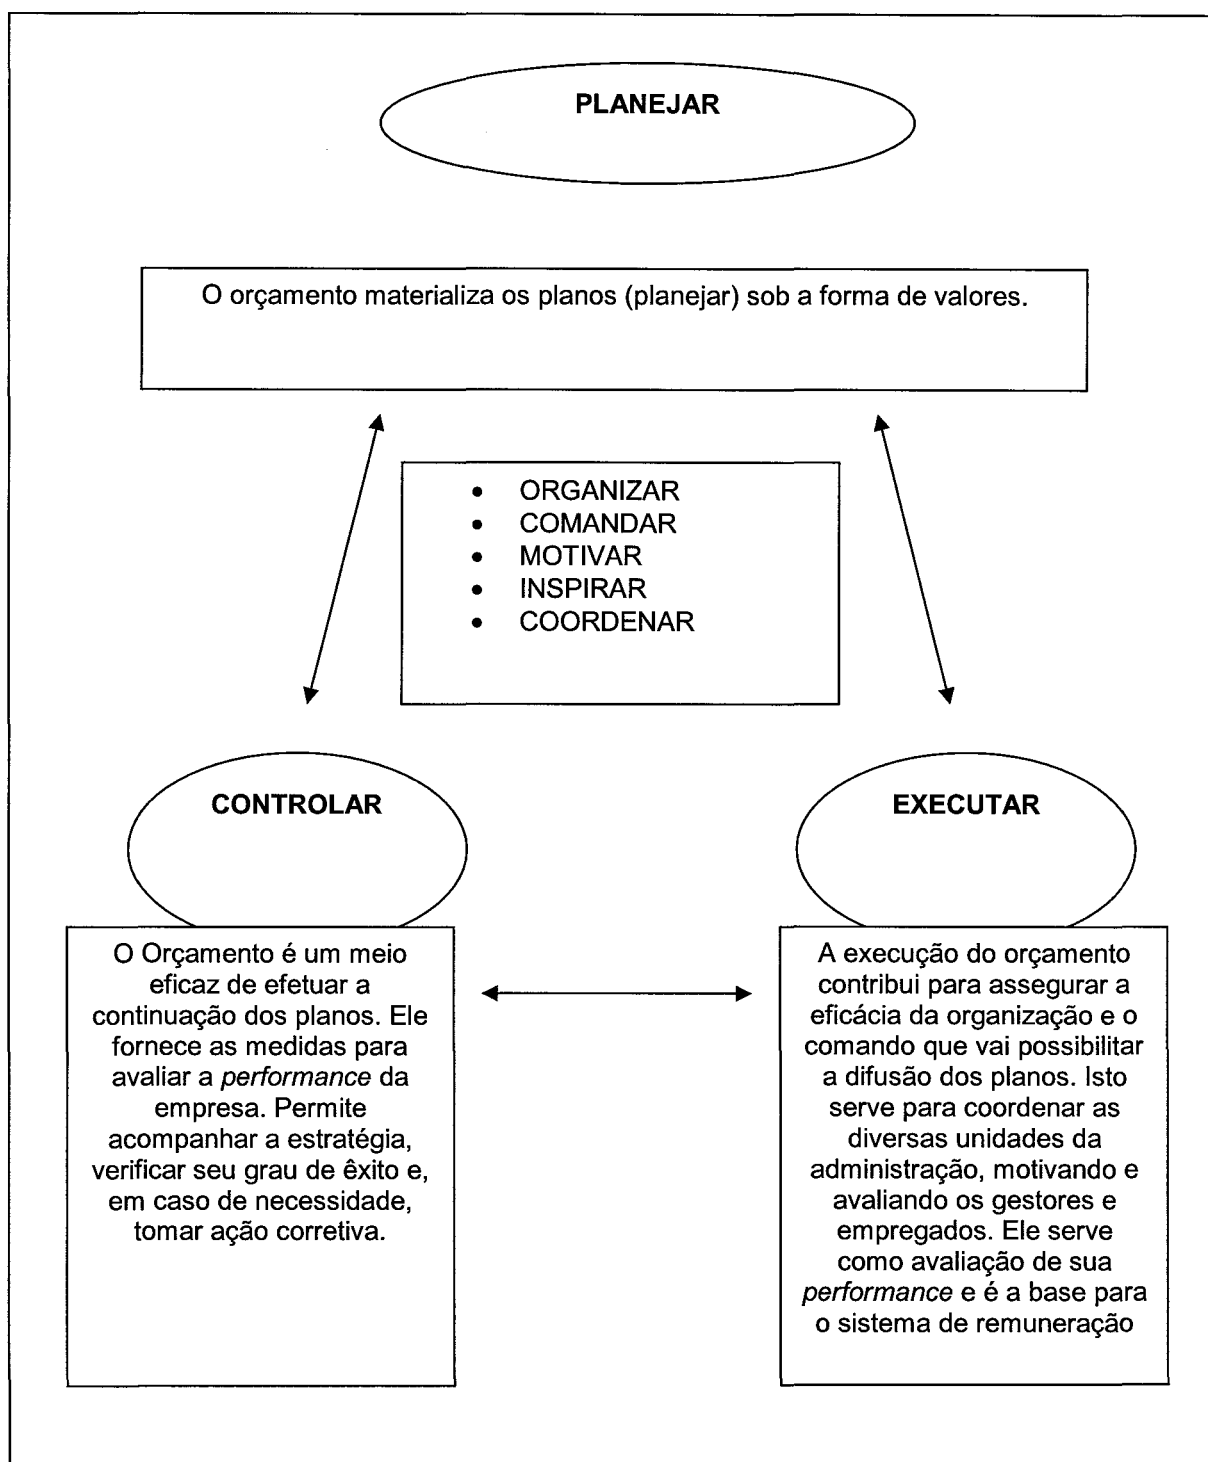 PLANEJAR
O orçamento materializa os planos (planejar) sob a forma de valores.
• ORGANIZAR
• COMANDAR
• MOTIVAR
• INSPIRAR
• COORDENAR
CONTROLAR
O Orçamento é um meio
eficaz de efetuar a
continuação dos planos. Ele
fornece as medidas para
avaliar a performance da
empresa. Permite
acompanhar a estratégia,
verificar seu grau de êxito e,
em caso de necessidade,
tomar ação corretiva.
EXECUTAR
A execução do orçamento
contribui para assegurar a
eficácia da organização e o
comando que vai possibilitar
a difusão dos planos. Isto
serve para coordenar as
diversas unidades da
administração, motivando e
avaliando os gestores e
empregados. Ele serve
como avaliação de sua
performance e é a base para
o sistema de remuneração